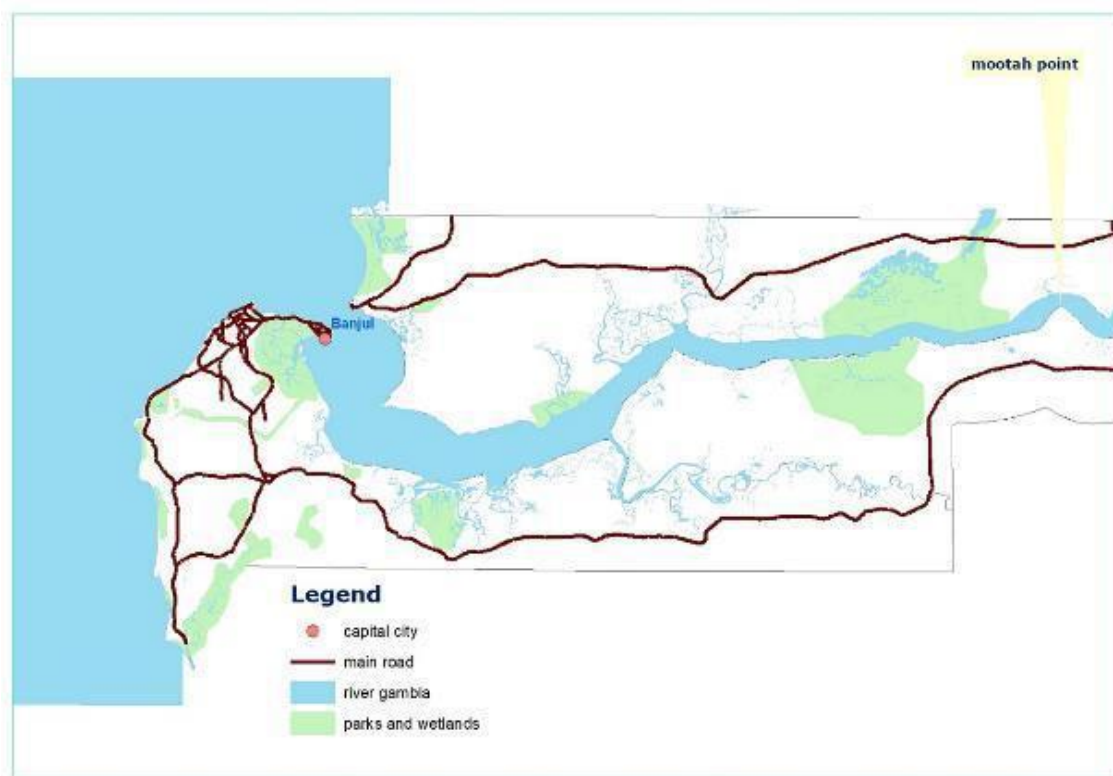 mootah point
Banjul
Legend
capital city
main road
river gambia
parks and wetlands